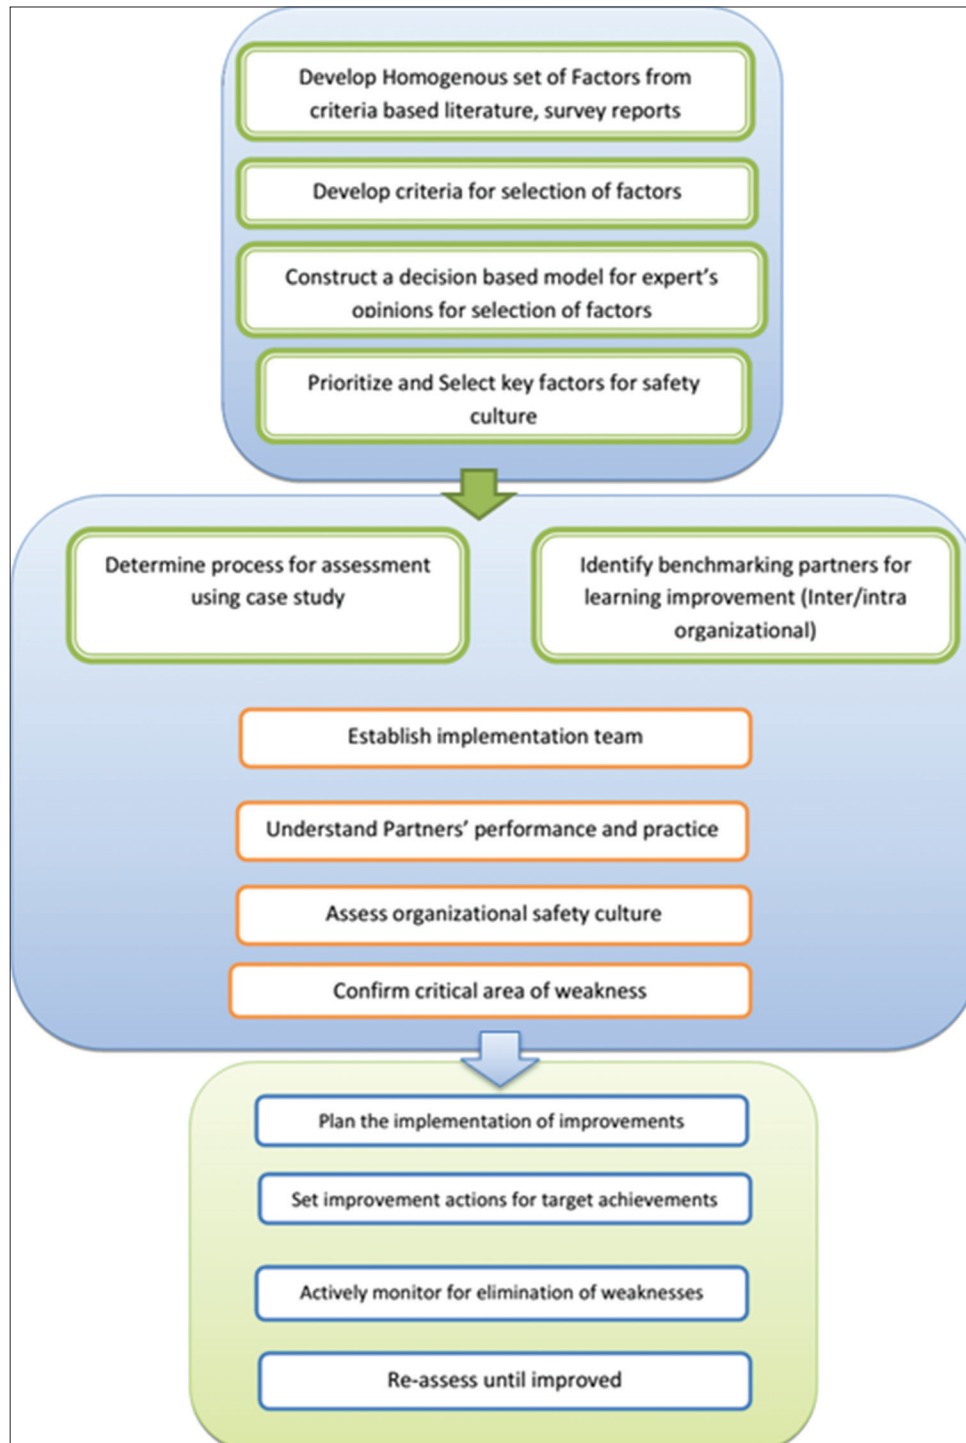 Develop Homogenous set of Factors from
criteria based literature, survey reports
Develop criteria for selection of factors
Construct a decision based model for expert's
opinions for selection of factors
Prioritize and Select key factors for safety
culture
Determine process for assessment
using case study
Identify benchmarking partners for
learning improvement (Inter/intra
organizational)
Establish implementation team
Understand Partners' performance and practice
Assess organizational safety culture
Confirm critical area of weakness
Plan the implementation of improvements
Set improvement actions for target achievements
Actively monitor for elimination of weaknesses
Re-assess until improved